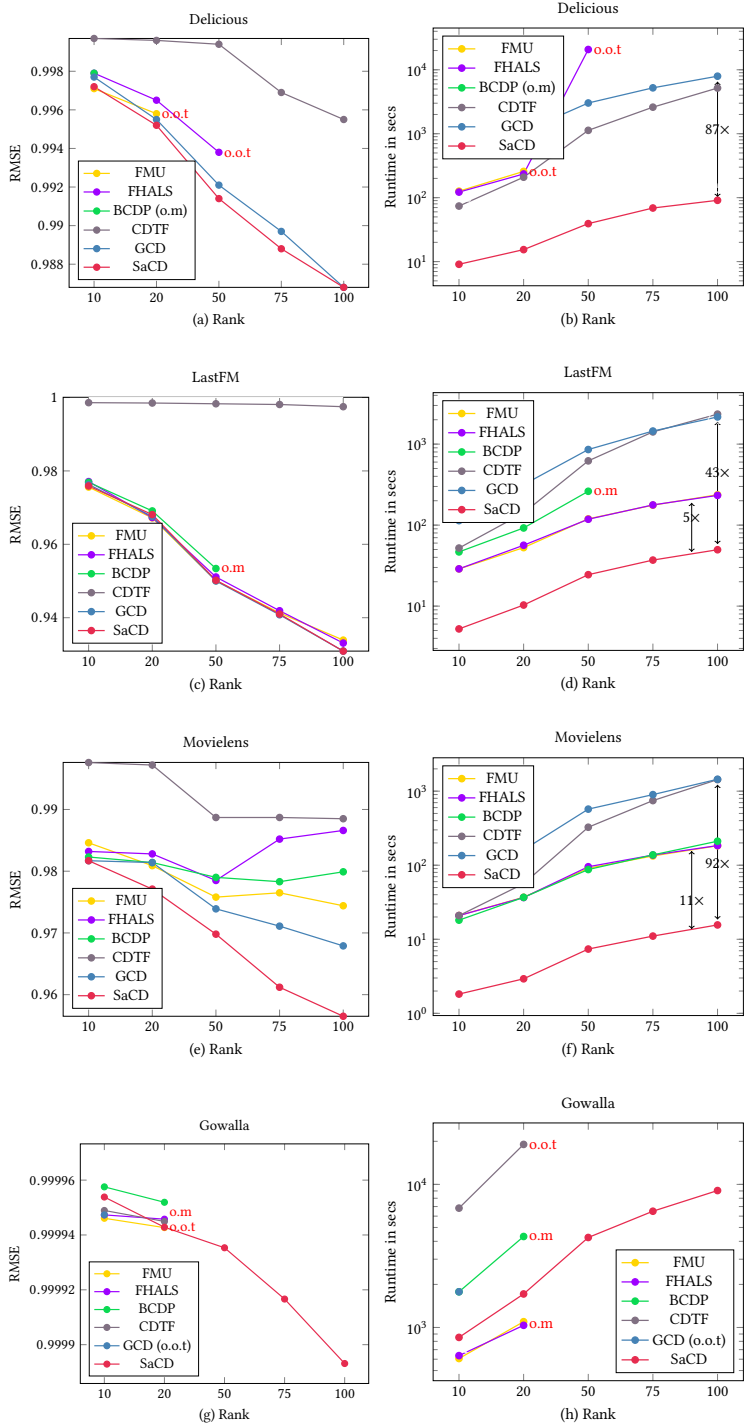 Delicious
0.998
0.996
0.994
0.992
0.99
0.988
RMSE
o.o.t
o.o.t
FMU
FHALS
BCDP (o.m)
CDTF
GCD
SaCD
10 20 50 75 100
(a) Rank
Delicious
10^4
10^3
10^2
10^1
Runtime in secs
FMU
FHALS
BCDP (o.m)
CDTF
GCD
SaCD
o.o.t
o.o.t
87×
10 20 50 75 100
(b) Rank
LastFM
1
0.98
0.96
0.94
RMSE
FMU
FHALS
BCDP
CDTF
GCD
SaCD
o.m
10 20 50 75 100
(c) Rank
LastFM
10^3
10^2
10^1
Runtime in secs
FMU
FHALS
BCDP
CDTF
GCD
SaCD
o.m
43×
5×
10 20 50 75 100
(d) Rank
Movielens
0.99
0.98
0.97
0.96
RMSE
FMU
FHALS
BCDP
CDTF
GCD
SaCD
10 20 50 75 100
(e) Rank
Movielens
10^3
10^2
10^1
10^0
Runtime in secs
FMU
FHALS
BCDP
CDTF
GCD
SaCD
92×
11×
10 20 50 75 100
(f) Rank
Gowalla
0.99996
0.99994
0.99992
0.9999
RMSE
o.m
o.o.t
FMU
FHALS
BCDP
CDTF
GCD (o.o.t)
SaCD
10 20 50 75 100
(g) Rank
Gowalla
10^4
10^3
Runtime in secs
o.o.t
o.m
o.m
FMU
FHALS
BCDP
CDTF
GCD (o.o.t)
SaCD
10 20 50 75 100
(h) Rank